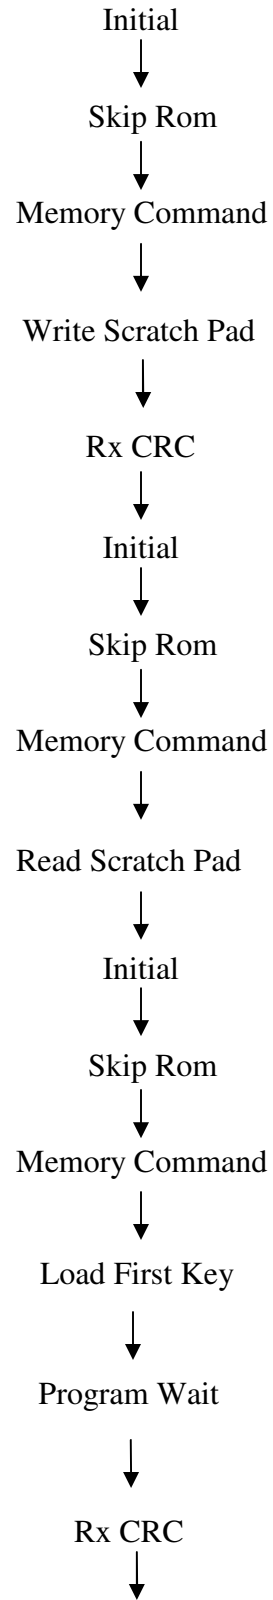 Initial
Skip Rom
Memory Command
Write Scratch Pad
Rx CRC
Initial
Skip Rom
Memory Command
Read Scratch Pad
Initial
Skip Rom
Memory Command
Load First Key
Program Wait
Rx CRC